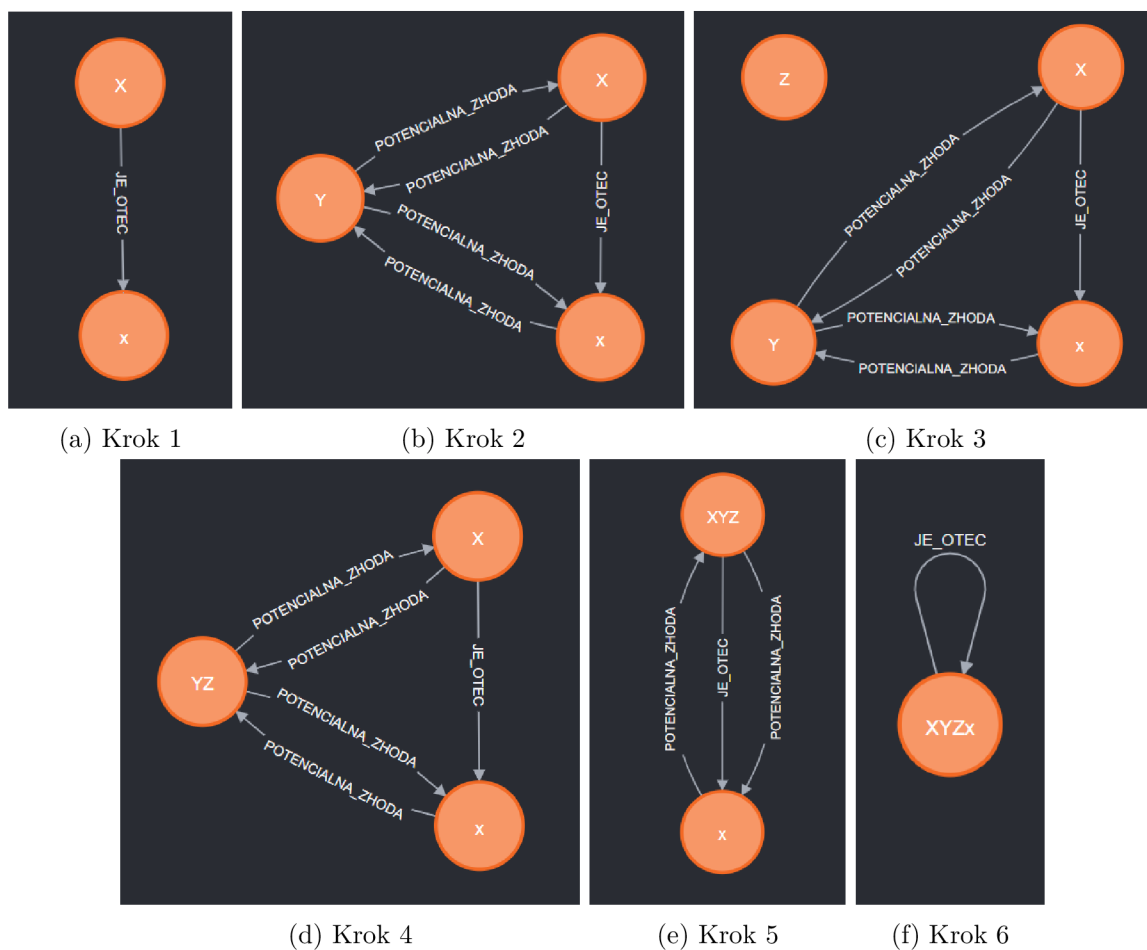 X
JE_OTEC
x
(a) Krok 1
X
POTENCIALNA_ZHODA
POTENCIALNA_ZHODA
Y
JE_OTEC
POTENCIALNA_ZHODA
POTENCIALNA_ZHODA
x
(b) Krok 2
Z
X
POTENCIALNA_ZHODA
POTENCIALNA_ZHODA
JE_OTEC
Y
POTENCIALNA_ZHODA
POTENCIALNA_ZHODA
x
(c) Krok 3
X
POTENCIALNA_ZHODA
POTENCIALNA_ZHODA
YZ
JE_OTEC
POTENCIALNA_ZHODA
POTENCIALNA_ZHODA
x
(d) Krok 4
XYZ
POTENCIALNA_ZHODA
JE_OTEC
POTENCIALNA_ZHODA
x
(e) Krok 5
JE_OTEC
XYZx
(f) Krok 6